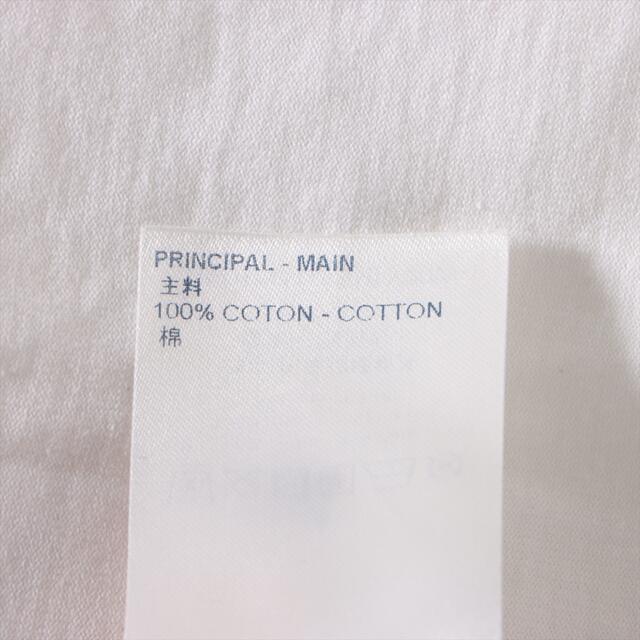 PRINCIPAL - MAIN
主料
100% COTON - COTTON
棉